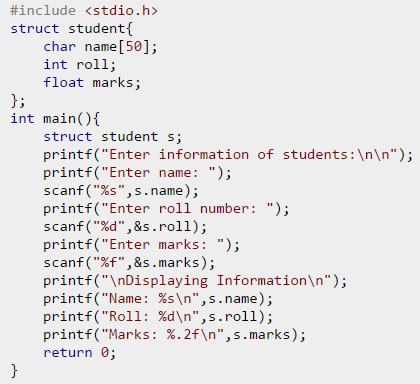 #include <stdio.h>
struct student{
    char name[50];
    int roll;
    float marks;
};
int main(){
    struct student s;
    printf("Enter information of students:\n\n");
    printf("Enter name: ");
    scanf("%s",s.name);
    printf("Enter roll number: ");
    scanf("%d",&s.roll);
    printf("Enter marks: ");
    scanf("%f",&s.marks);
    printf("\nDisplaying Information\n");
    printf("Name: %s\n",s.name);
    printf("Roll: %d\n",s.roll);
    printf("Marks: %.2f\n",s.marks);
    return 0;
}